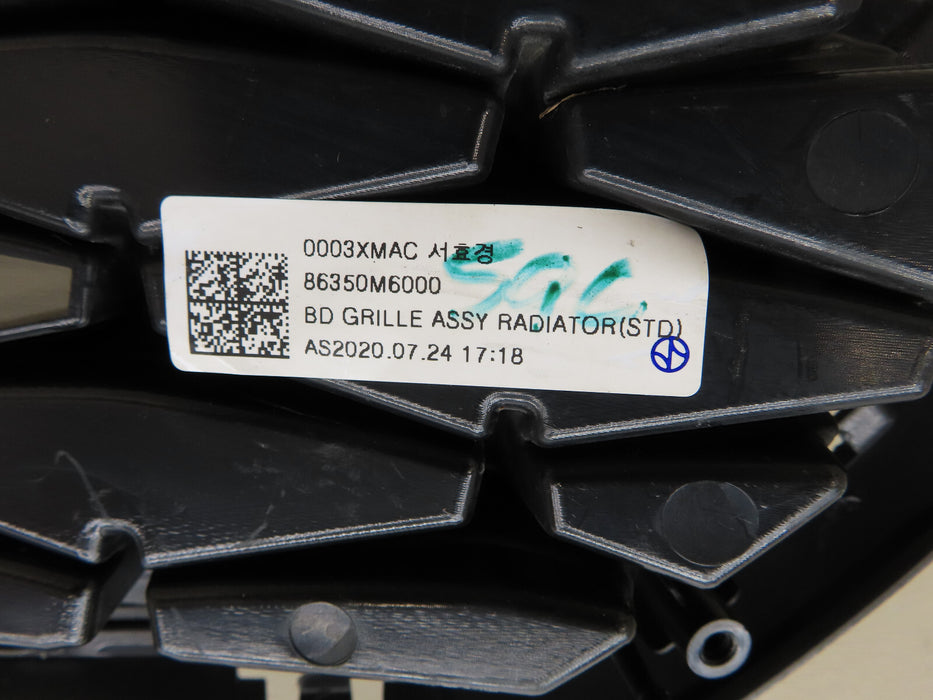 0003XMAC 서효경
86350M6000
BD GRILLE ASSY RADIATOR(STD)
AS2020.07.24 17:18